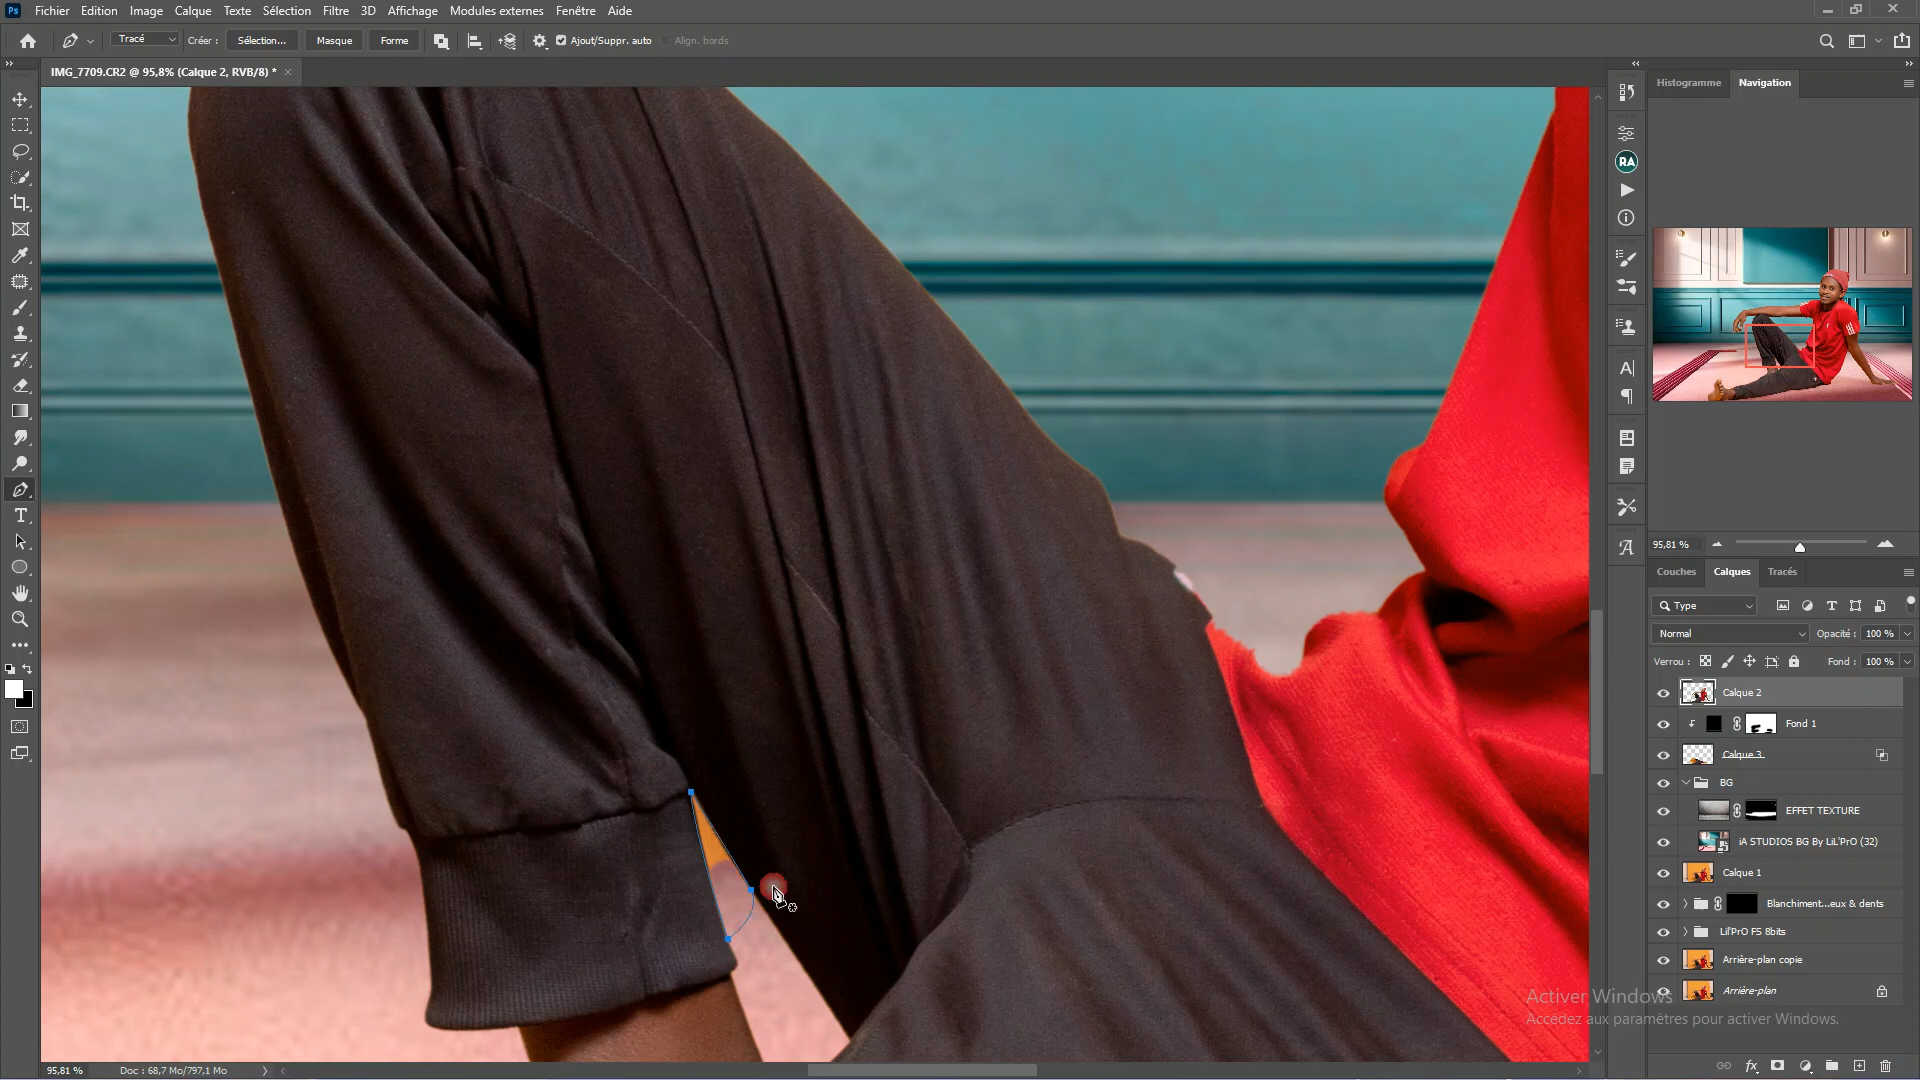 Ps Fichier Edition Image Calque Texte Sélection Filtre 3D Affichage Modules externes Fenêtre Aide
Tracé Créer : Sélection... Masque Forme Ajout/Suppr. auto Align. bords
IMG_7709.CR2 @ 95,8% (Calque 2, RVB/8) * ×
Histogramme Navigation
RA
95,81 %
Couches Calques Tracés
Type
Normal Opacité : 100 %
Verrou : Fond : 100 %
Calque 2
Fond 1
Calque 3
BG
EFFET TEXTURE
iA STUDIOS BG By LiL'PrO (32)
Calque 1
Blanchiment...eux & dents
Lil'PrO FS 8bits
Arrière-plan copie
Arrière-plan
Activer Windows
Accédez aux paramètres pour activer Windows.
95,81 % Doc : 68,7 Mo/797,1 Mo